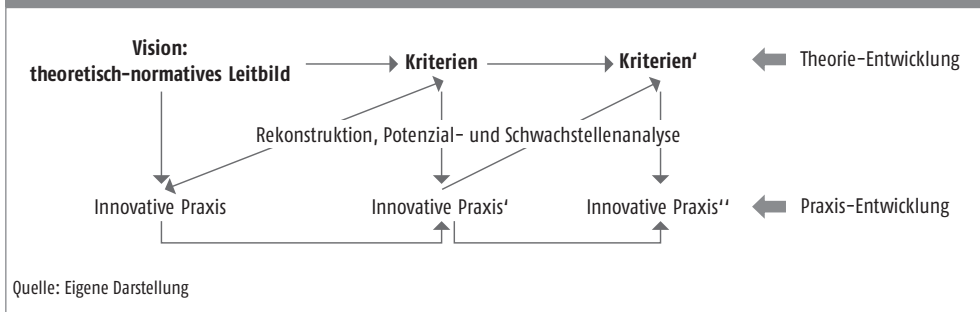 Vision:
theoretisch-normatives Leitbild
Kriterien
Kriterien‘
Theorie-Entwicklung
Rekonstruktion, Potenzial- und Schwachstellenanalyse
Innovative Praxis
Innovative Praxis‘
Innovative Praxis‘‘
Praxis-Entwicklung
Quelle: Eigene Darstellung